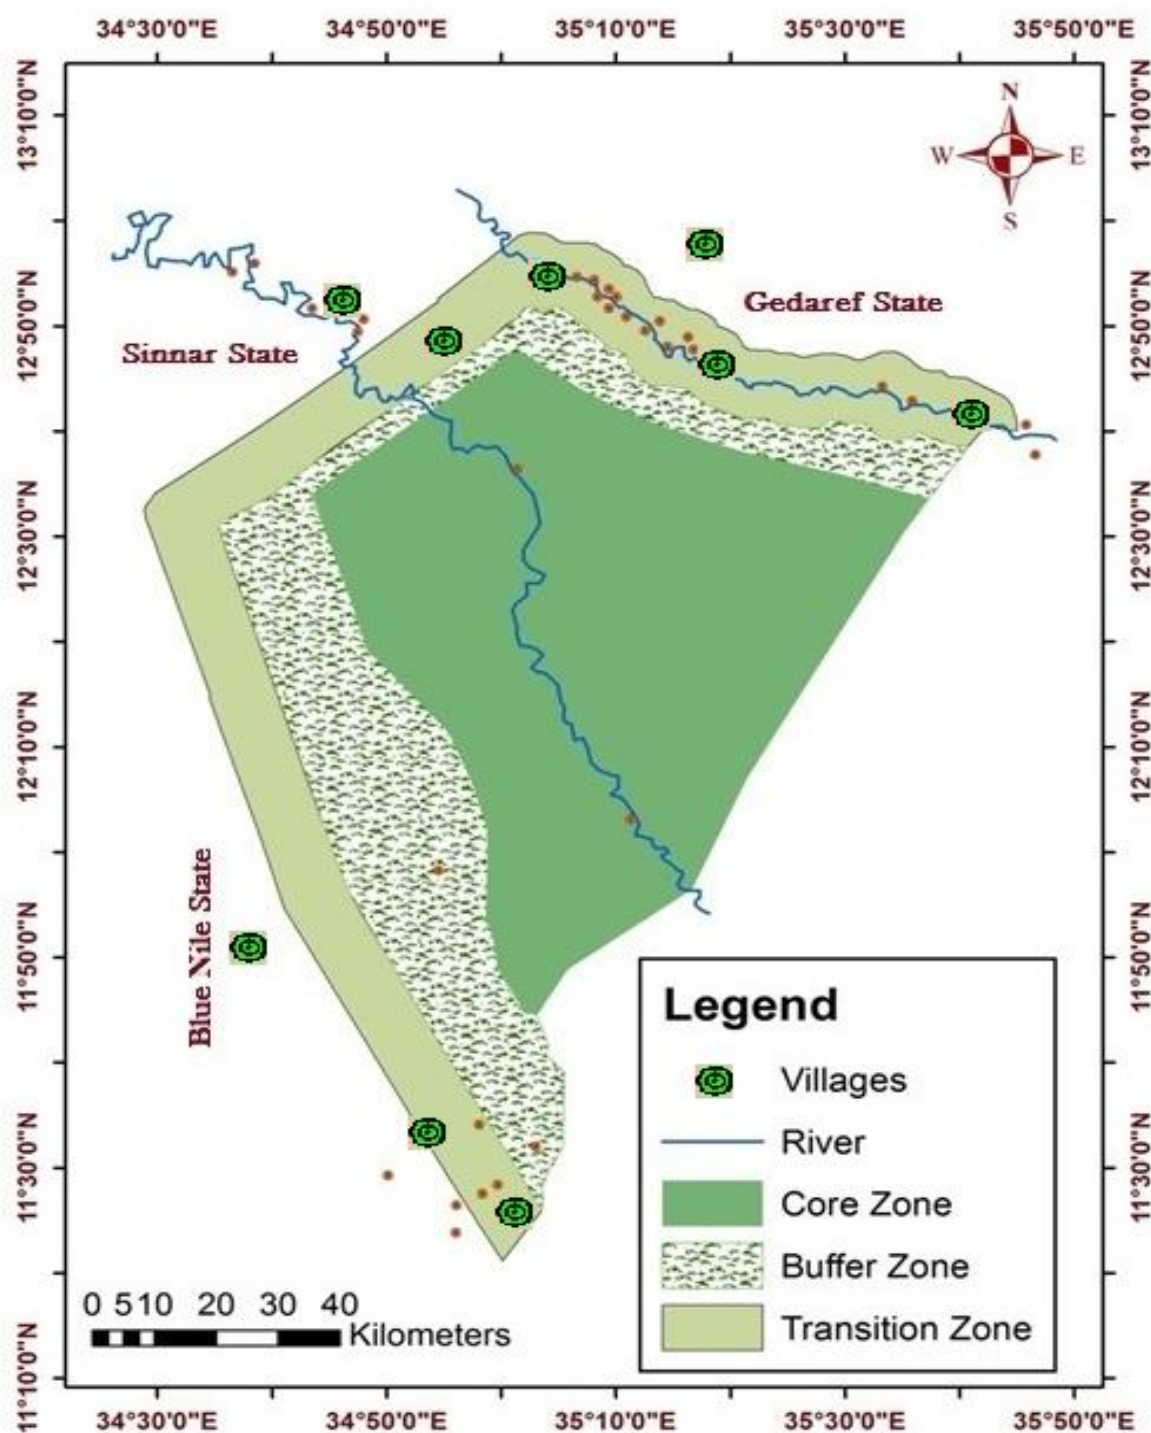 34°30'0"E 34°50'0"E 35°10'0"E 35°30'0"E 35°50'0"E
13°10'0"N
13°10'0"N
N
W E
S
12°50'0"N
Gedaref State
12°50'0"N
Sinnar State
12°30'0"N
12°30'0"N
12°10'0"N
12°10'0"N
Blue Nile State
11°50'0"N
11°50'0"N
Legend
Villages
River
11°30'0"N
11°30'0"N
Core Zone
Buffer Zone
0 5 10 20 30 40
Kilometers
Transition Zone
11°10'0"N
11°10'0"N
34°30'0"E 34°50'0"E 35°10'0"E 35°30'0"E 35°50'0"E